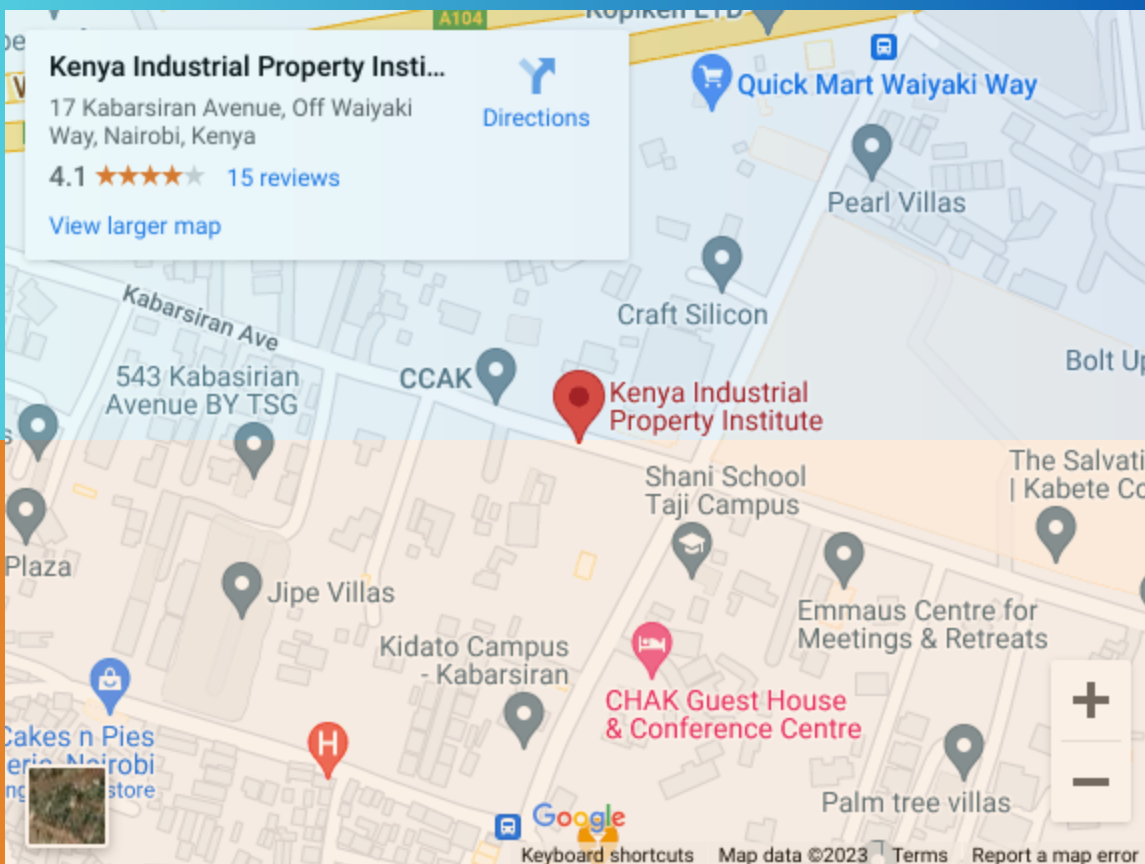 A104
Kopiken LTD
Kenya Industrial Property Insti...
17 Kabarsiran Avenue, Off Waiyaki
Way, Nairobi, Kenya
4.1
15 reviews
View larger map
Directions
Quick Mart Waiyaki Way
Pearl Villas
Craft Silicon
Kabarsiran Ave
Bolt Up
543 Kabasirian
Avenue BY TSG
CCAK
Kenya Industrial
Property Institute
Shani School
Taji Campus
The Salvati
| Kabete Co
Plaza
Jipe Villas
Emmaus Centre for
Meetings & Retreats
Kidato Campus
- Kabarsiran
CHAK Guest House
& Conference Centre
Cakes n Pies
Nairobi
store
H
Palm tree villas
+
−
Google
Keyboard shortcuts
Map data ©2023
Terms
Report a map error